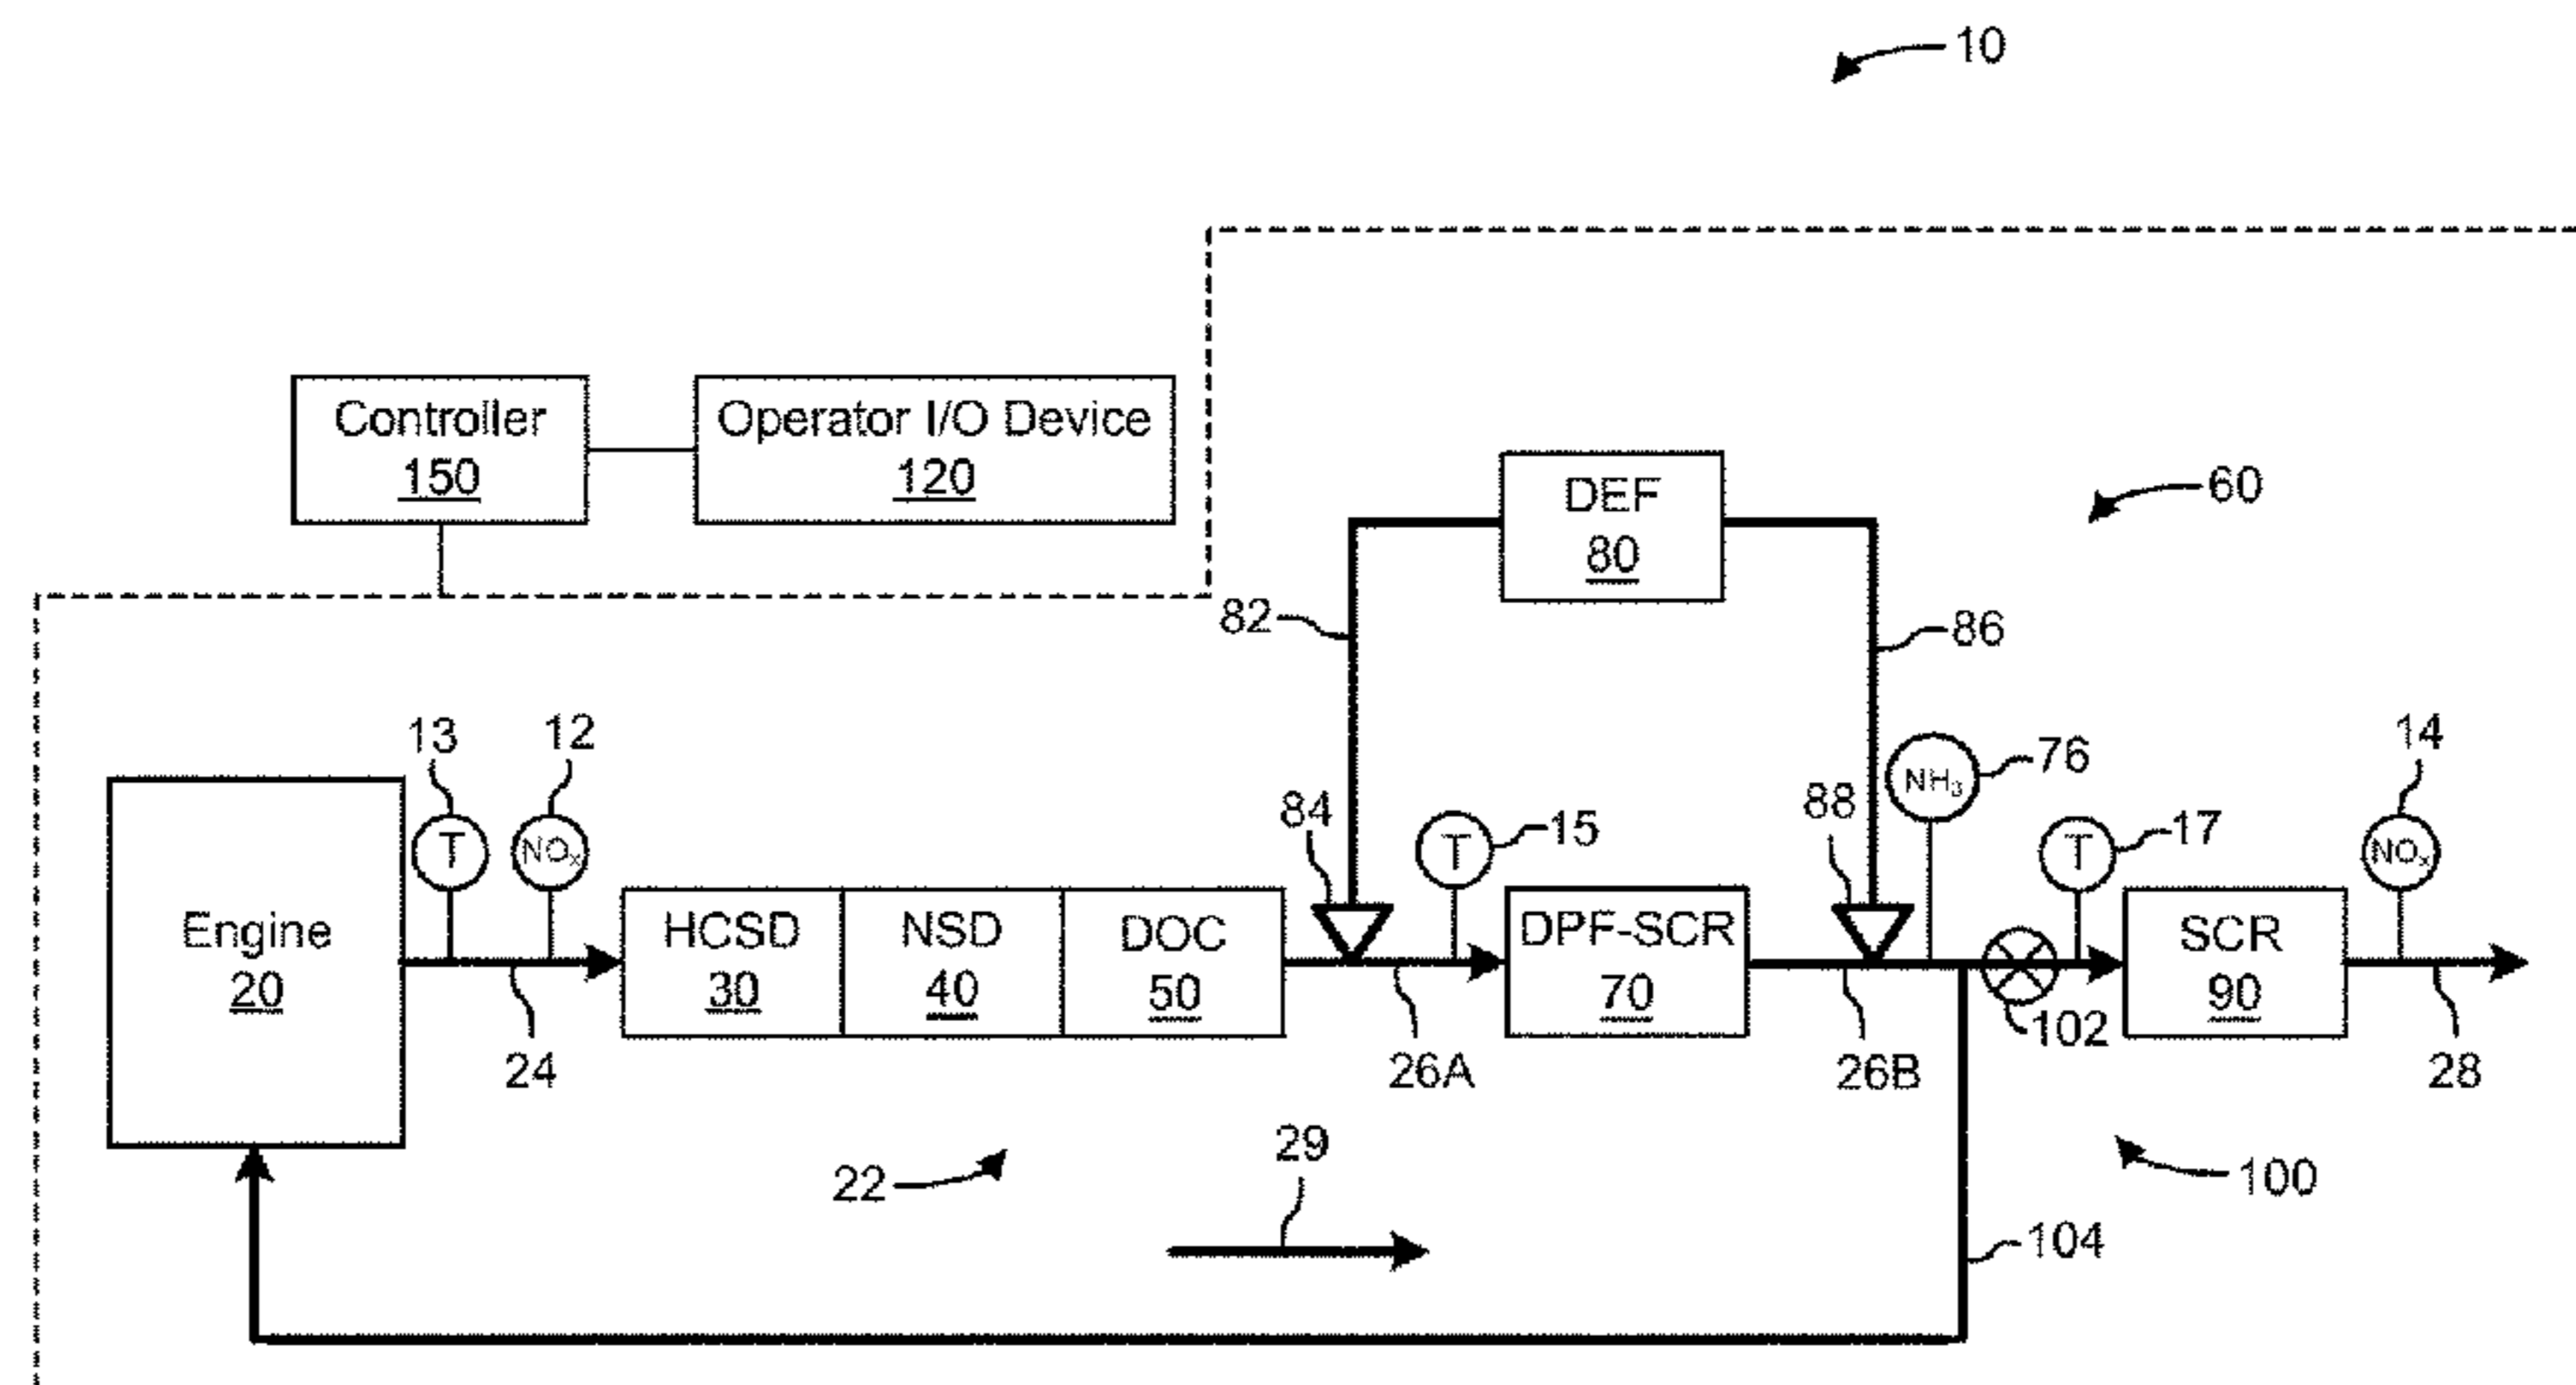 10
Controller
150
Operator I/O Device
120
DEF
80
60
82
86
13
12
T
NOx
84
15
T
88
NH3
76
T
17
14
NOx
Engine
20
HCSD
30
NSD
40
DOC
50
DPF-SCR
70
SCR
90
24
26A
26B
102
28
22
29
100
104